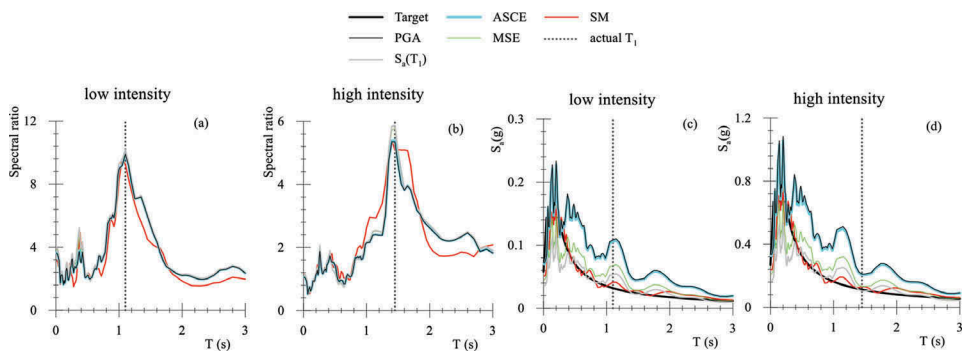 Target ASCE SM
PGA MSE actual T1
Sa(T1)
low intensity
Spectral ratio
(a)
12
9
6
3
0
0 1 2 3
T (s)
high intensity
Spectral ratio
(b)
6
4
2
0
0 1 2 3
T (s)
low intensity
Sa(g)
(c)
0.3
0.2
0.1
0
0 1 2 3
T (s)
high intensity
Sa(g)
(d)
1.2
0.8
0.4
0
0 1 2 3
T (s)